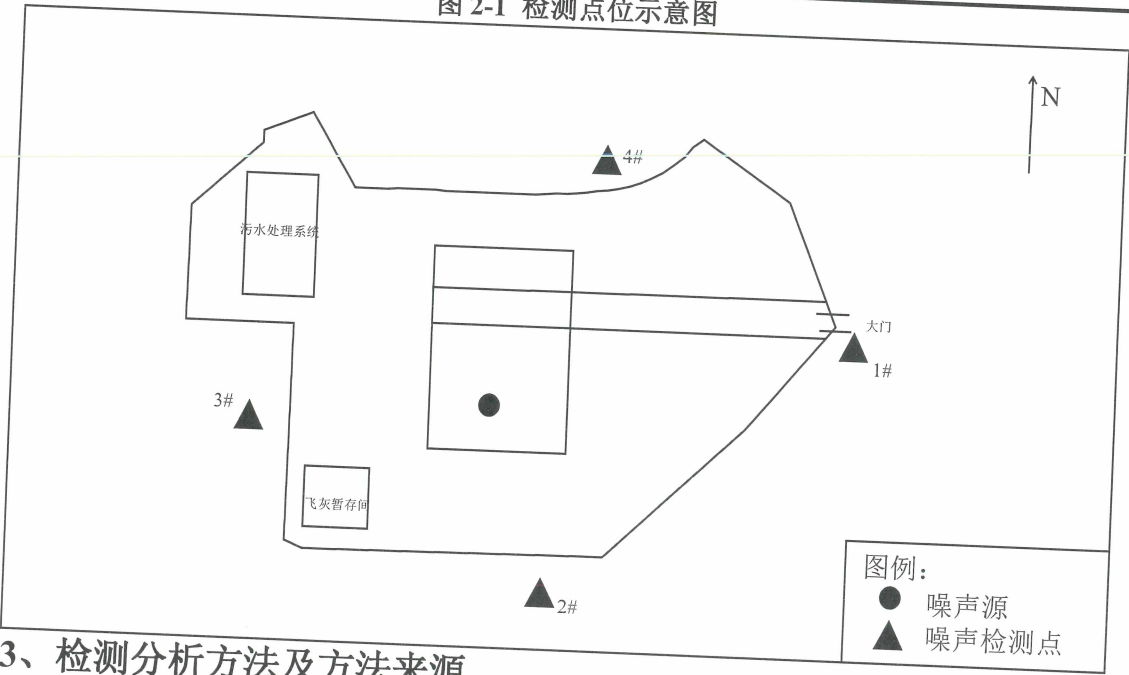 图 2-1 检测点位示意图
N
4#
污水处理系统
大门
1#
3#
飞灰暂存间
2#
图例：
噪声源
噪声检测点
3、检测分析方法及方法来源